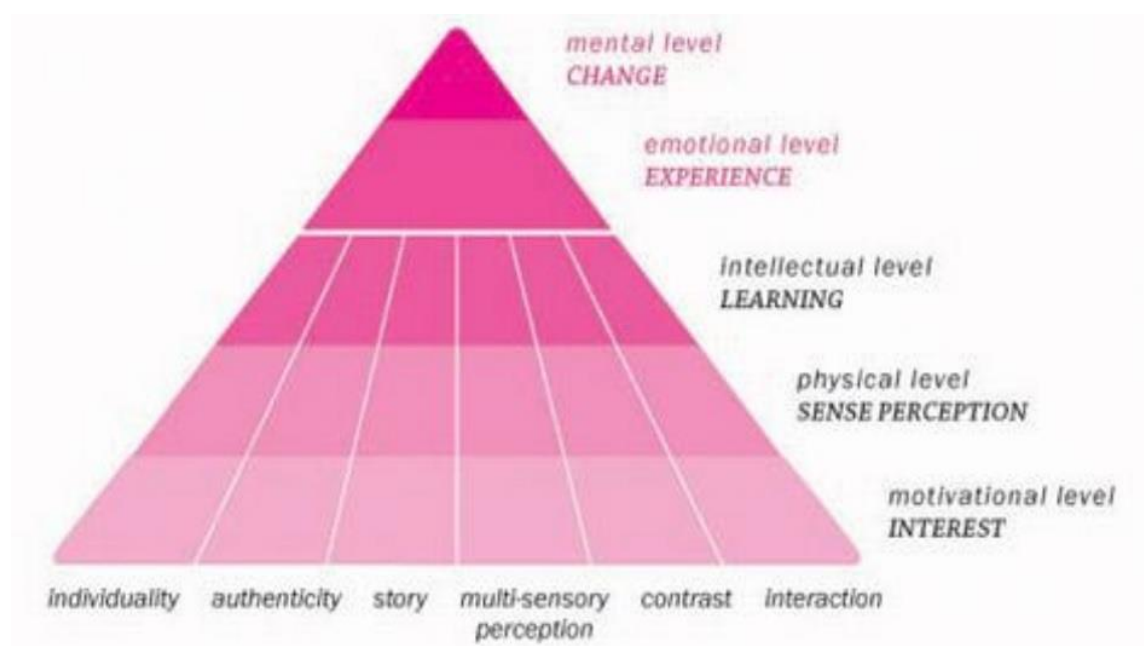 mental level
CHANGE
emotional level
EXPERIENCE
intellectual level
LEARNING
physical level
SENSE PERCEPTION
motivational level
INTEREST
individuality authenticity story multi-sensory contrast interaction
perception